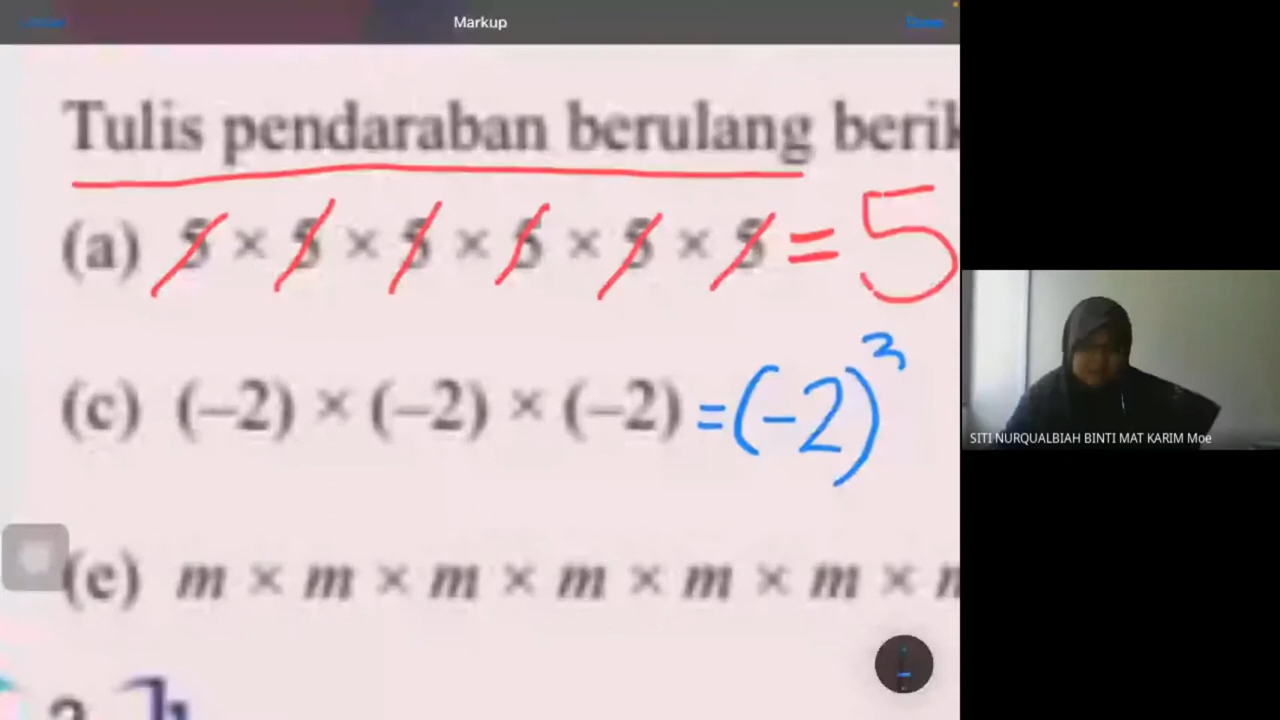 Markup
Tulis pendaraban berulang
(a) 5 × 5 × 5 × 5 × 5 × 5 = 5
(c) (–2) × (–2) × (–2) = (-2)³
SITI NURQUALBIAH BINTI MAT KARIM Moe
(e) m × m × m × m × m × m ×